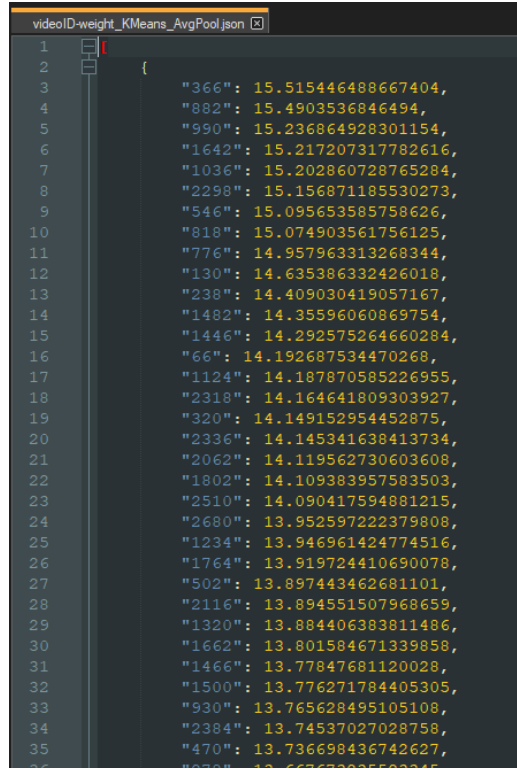 videoID-weight_KMeans_AvgPool.json
1 [
2 {
3 "366": 15.515446488667404,
4 "882": 15.4903536846494,
5 "990": 15.236864928301154,
6 "1642": 15.217207317782616,
7 "1036": 15.202860728765284,
8 "2298": 15.156871185530273,
9 "546": 15.095653585758626,
10 "818": 15.074903561756125,
11 "776": 14.957963313268344,
12 "130": 14.635386332426018,
13 "238": 14.409030419057167,
14 "1482": 14.35596060869754,
15 "1446": 14.292575264660284,
16 "66": 14.192687534470268,
17 "1124": 14.187870585226955,
18 "2318": 14.164641809303927,
19 "320": 14.149152954452875,
20 "2336": 14.145341638413734,
21 "2062": 14.119562730603608,
22 "1802": 14.109383957583503,
23 "2510": 14.090417594881215,
24 "2680": 13.952597222379808,
25 "1234": 13.946961424774516,
26 "1764": 13.919724410690078,
27 "502": 13.897443462681101,
28 "2116": 13.894551507968659,
29 "1320": 13.884406383811486,
30 "1662": 13.801584671339858,
31 "1466": 13.77847681120028,
32 "1500": 13.776271784405305,
33 "930": 13.765628495105108,
34 "2384": 13.74537027028758,
35 "470": 13.736698436742627,